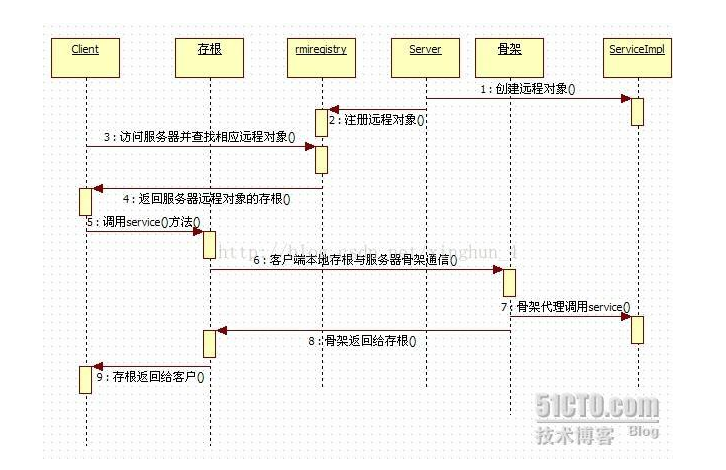 Client 存根 rmiregistry Server 骨架 ServiceImpl
1 : 创建远程对象()
2 : 注册远程对象()
3 : 访问服务器并查找相应远程对象()
4 : 返回服务器远程对象的存根()
5 : 调用service()方法()
6 : 客户端本地存根与服务器骨架通信()
7 : 骨架代理调用service()
8 : 骨架返回给存根()
9 : 存根返回给客户()
51CTO.com
技术博客 Blog